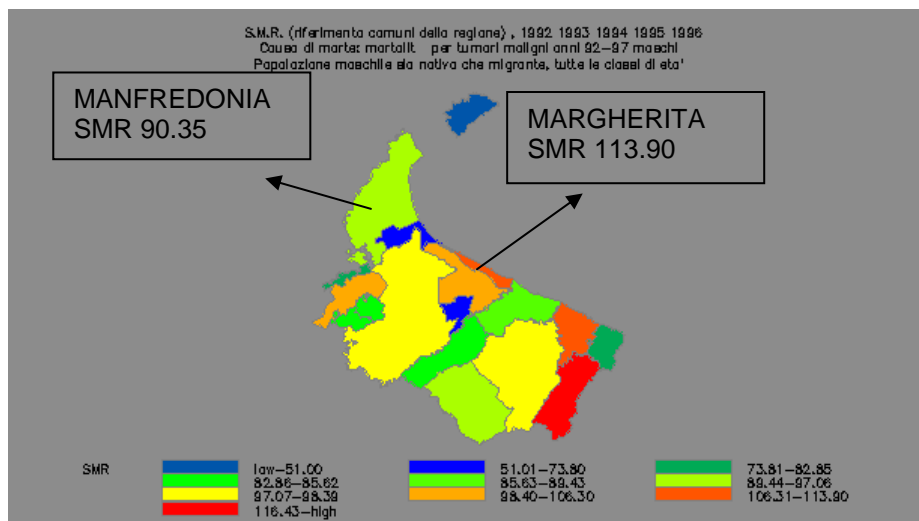 S.M.R. (riferimento comuni della regione) , 1992 1993 1994 1995 1996
Causa di morte: mortalit per tumori maligni anni 92-97 maschi
Popolazione maschile sia nativa che migrante, tutte le classi di eta'
MANFREDONIA
SMR 90.35
MARGHERITA
SMR 113.90
SMR
low-51.00
51.01-73.80
73.81-82.85
82.86-85.62
85.63-89.43
89.44-97.06
97.07-98.39
98.40-106.30
106.31-113.90
116.43-high